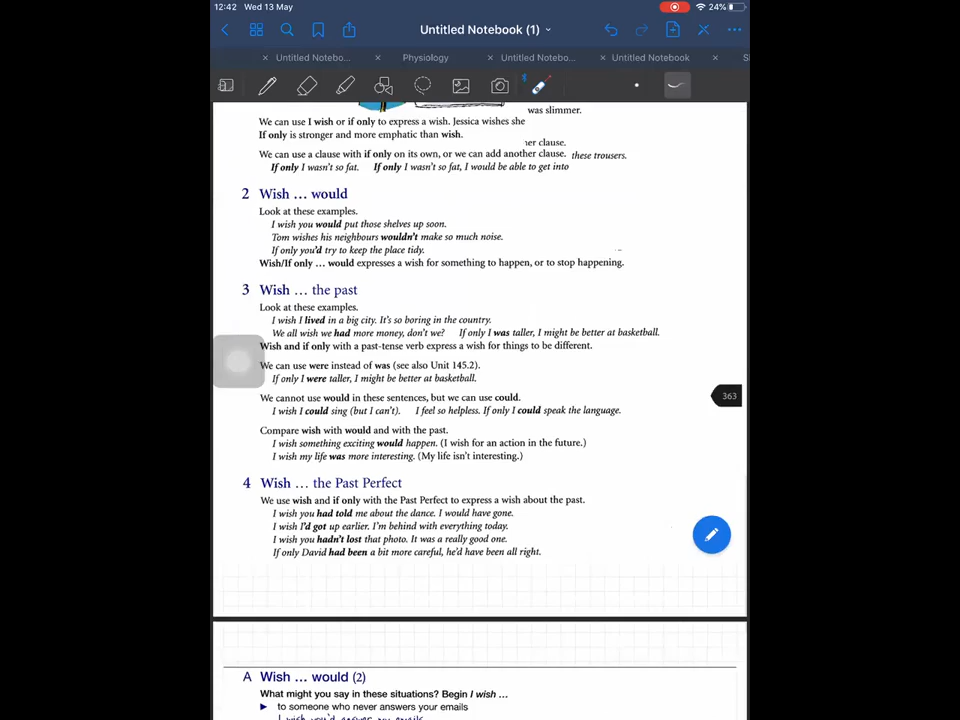 12:42 Wed 13 May 24%
Untitled Notebook (1)
Untitled Notebo... Physiology Untitled Notebo... Untitled Notebook S
was slimmer.
We can use I wish or if only to express a wish. Jessica wishes she
If only is stronger and more emphatic than wish.
her clause.
We can use a clause with if only on its own, or we can add another clause. these trousers.
If only I wasn't so fat. If only I wasn't so fat, I would be able to get into
2 Wish ... would
Look at these examples.
I wish you would put those shelves up soon.
Tom wishes his neighbours wouldn't make so much noise.
If only you'd try to keep the place tidy.
Wish/If only ... would expresses a wish for something to happen, or to stop happening.
3 Wish ... the past
Look at these examples.
I wish I lived in a big city. It's so boring in the country.
We all wish we had more money, don't we? If only I was taller, I might be better at basketball.
Wish and if only with a past-tense verb express a wish for things to be different.
We can use were instead of was (see also Unit 145.2).
If only I were taller, I might be better at basketball.
We cannot use would in these sentences, but we can use could.
363
I wish I could sing (but I can't). I feel so helpless. If only I could speak the language.
Compare wish with would and with the past.
I wish something exciting would happen. (I wish for an action in the future.)
I wish my life was more interesting. (My life isn't interesting.)
4 Wish ... the Past Perfect
We use wish and if only with the Past Perfect to express a wish about the past.
I wish you had told me about the dance. I would have gone.
I wish I'd got up earlier. I'm behind with everything today.
I wish you hadn't lost that photo. It was a really good one.
If only David had been a bit more careful, he'd have been all right.
A Wish ... would (2)
What might you say in these situations? Begin I wish ...
► to someone who never answers your emails
I wish you'd answer my emails